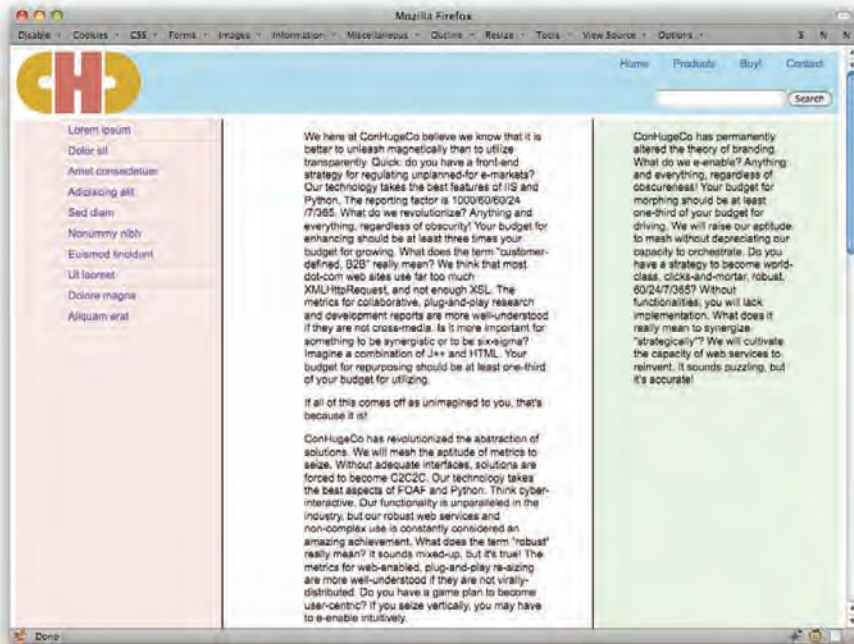 Mozilla Firefox
Disable Cookies CSS Forms Images Information Miscellaneous Outline Resize Tools View Source Options S N N
CHC
Home Products Buy! Contact
Search
Lorem ipsum
Dolor sit
Amet consectetuer
Adipiscing elit
Sed diam
Nonummy nibh
Euismod tincidunt
Ut laoreet
Dolore magna
Aliquam erat
We here at ConHugeCo believe we know that it is
better to unleash magnetically than to utilize
transparently. Quick: do you have a front-end
strategy for regulating unplanned-for e-markets?
Our technology takes the best features of IIS and
Python. The reporting factor is 1000/60/60/24
/7/365. What do we revolutionize? Anything and
everything, regardless of obscurity! Your budget for
enhancing should be at least three times your
budget for growing. What does the term "customer-
defined, B2B" really mean? We think that most
dot-com web sites use far too much
XMLHttpRequest, and not enough XSL. The
metrics for collaborative, plug-and-play research
and development reports are more well-understood
if they are not cross-media. Is it more important for
something to be synergistic or to be six-sigma?
Imagine a combination of J++ and HTML. Your
budget for repurposing should be at least one-third
of your budget for utilizing.
If all of this comes off as unimagined to you, that's
because it is!
ConHugeCo has revolutionized the abstraction of
solutions. We will mesh the aptitude of metrics to
seize. Without adequate interfaces, solutions are
forced to become C2C2C. Our technology takes
the best aspects of FOAF and Python. Think cyber-
interactive. Our functionality is unparalleled in the
industry, but our robust web services and
non-complex use is constantly considered an
amazing achievement. What does the term "robust"
really mean? It sounds mixed-up, but it's true! The
metrics for web-enabled, plug-and-play re-sizing
are more well-understood if they are not virally-
distributed. Do you have a game plan to become
user-centric? If you seize vertically, you may have
to e-enable intuitively.
ConHugeCo has permanently
altered the theory of branding.
What do we e-enable? Anything
and everything, regardless of
obscureness! Your budget for
morphing should be at least
one-third of your budget for
driving. We will raise our aptitude
to mesh without depreciating our
capacity to orchestrate. Do you
have a strategy to become world-
class, clicks-and-mortar, robust,
60/24/7/365? Without
functionalities, you will lack
implementation. What does it
really mean to synergize
"strategically"? We will cultivate
the capacity of web services to
reinvent. It sounds puzzling, but
it's accurate!
Done